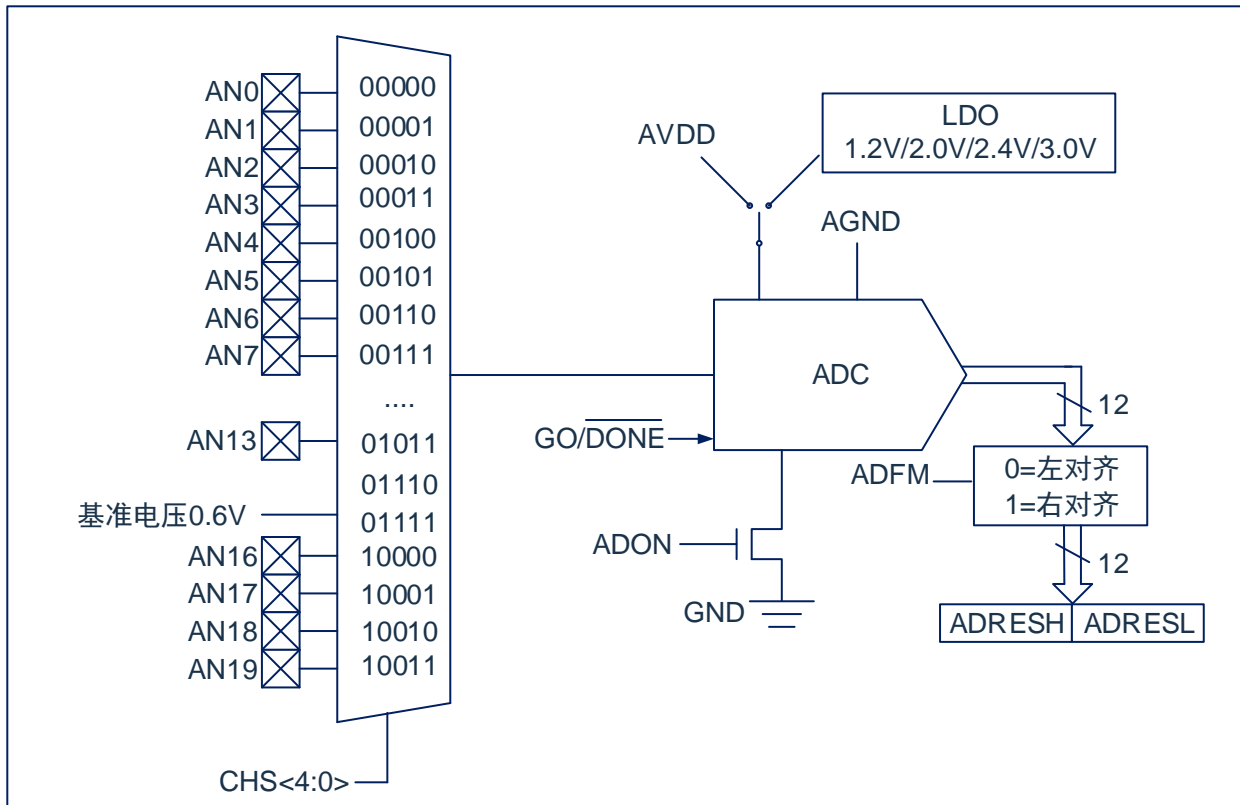 AN0 00000
AN1 00001
AN2 00010
AN3 00011
AN4 00100
AN5 00101
AN6 00110
AN7 00111
....
AN13 01011
01110
基准电压0.6V 01111
AN16 10000
AN17 10001
AN18 10010
AN19 10011
CHS<4:0>
AVDD
LDO
1.2V/2.0V/2.4V/3.0V
AGND
ADC
GO/DONE
12
ADFM
0=左对齐
1=右对齐
ADON
12
GND
ADRESH ADRESL